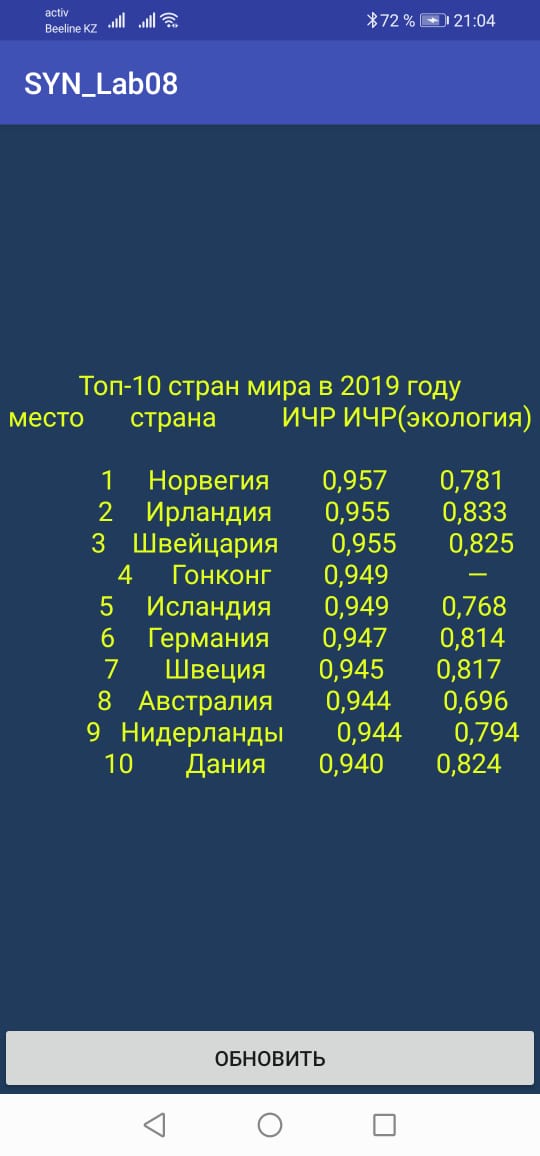 activ
Beeline KZ 72 % 21:04
SYN_Lab08
Топ-10 стран мира в 2019 году
место страна ИЧР ИЧР(экология)
1 Норвегия 0,957 0,781
2 Ирландия 0,955 0,833
3 Швейцария 0,955 0,825
4 Гонконг 0,949 —
5 Исландия 0,949 0,768
6 Германия 0,947 0,814
7 Швеция 0,945 0,817
8 Австралия 0,944 0,696
9 Нидерланды 0,944 0,794
10 Дания 0,940 0,824
ОБНОВИТЬ